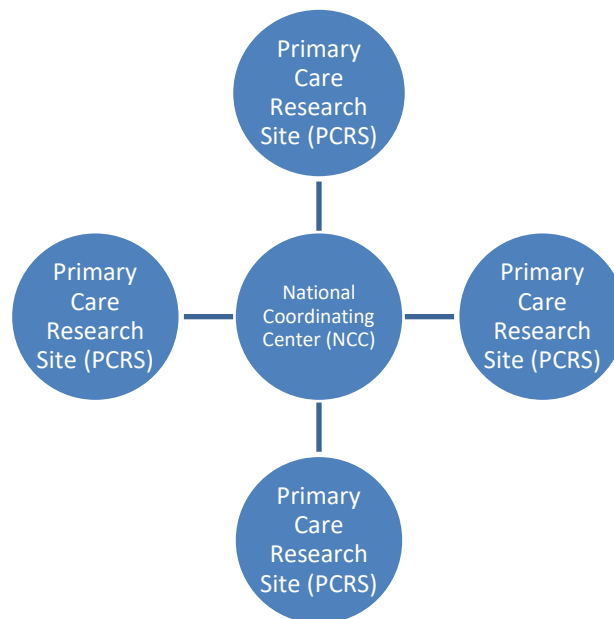 Primary
Care
Research
Site (PCRS)
Primary
Care
Research
Site (PCRS)
National
Coordinating
Center (NCC)
Primary
Care
Research
Site (PCRS)
Primary
Care
Research
Site (PCRS)